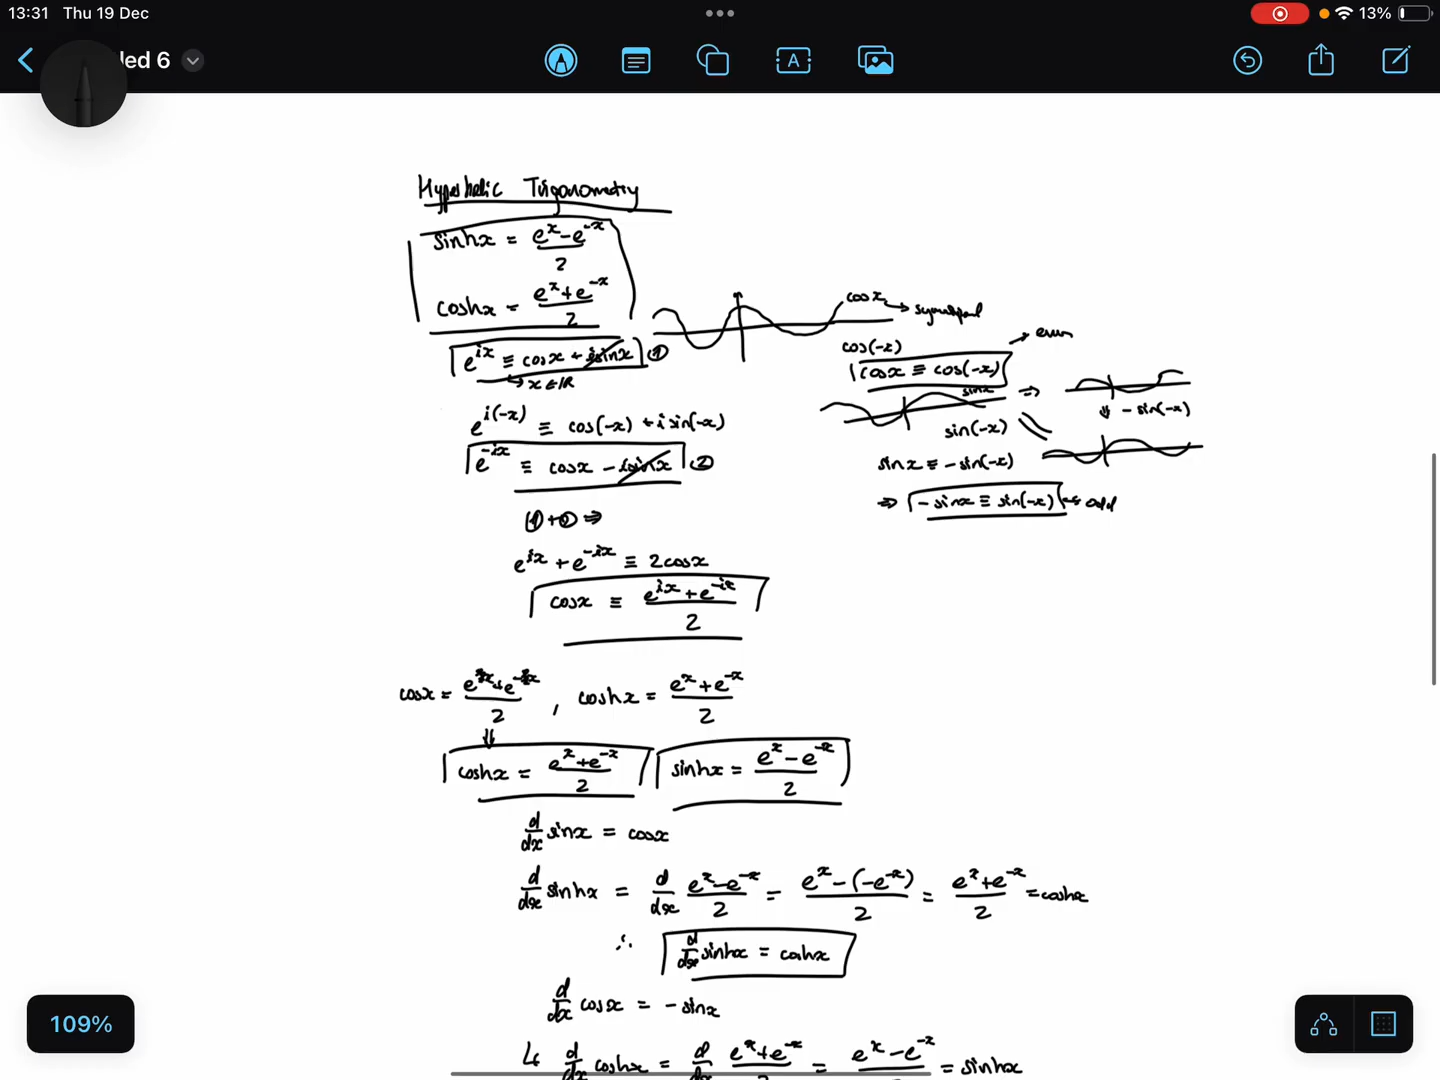 13:31 Thu 19 Dec
13%
led 6
A
Hyperbolic Trigonometry
sinhx = e^x - e^-x / 2
coshx = e^x + e^-x / 2
e^ix ≡ cosx + isinx ①
↳ x ∈ ℝ
cosx → symmetrical
cos(-x)
cosx ≡ cos(-x) → even
sinx ⇒
sin(-x)
⇓ - sin(-x)
sinx ≡ - sin(-x)
⇒ - sinx ≡ sin(-x) ← odd
e^i(-x) ≡ cos(-x) + isin(-x)
e^-ix ≡ cosx - isinx ②
① + ② ⇒
e^ix + e^-ix ≡ 2cosx
cosx ≡ e^ix + e^-ix / 2
cosx = e^x + e^-x / 2 , coshx = e^x + e^-x / 2
⇓
coshx = e^x + e^-x / 2 sinhx = e^x - e^-x / 2
d/dx sinx = cosx
d/dx sinhx = d/dx e^x - e^-x / 2 = e^x - (-e^-x) / 2 = e^x + e^-x / 2 = coshx
∴ d/dx sinhx = coshx
d/dx cosx = - sinx
↳ d/dx coshx = d/dx e^x + e^-x / 2 = e^x - e^-x = sinhx
109%